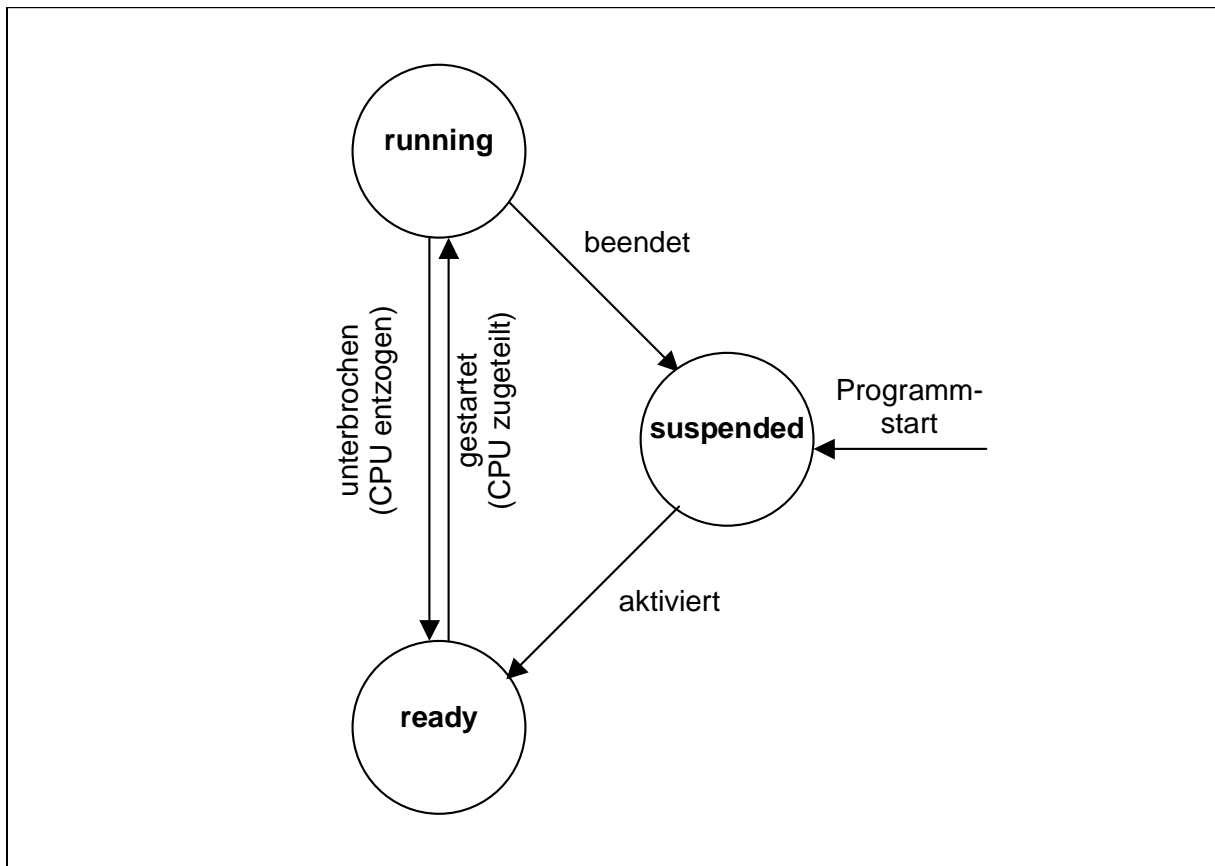 running
beendet
unterbrochen
(CPU entzogen)
gestartet
(CPU zugeteilt)
Programm-
start
suspended
aktiviert
ready